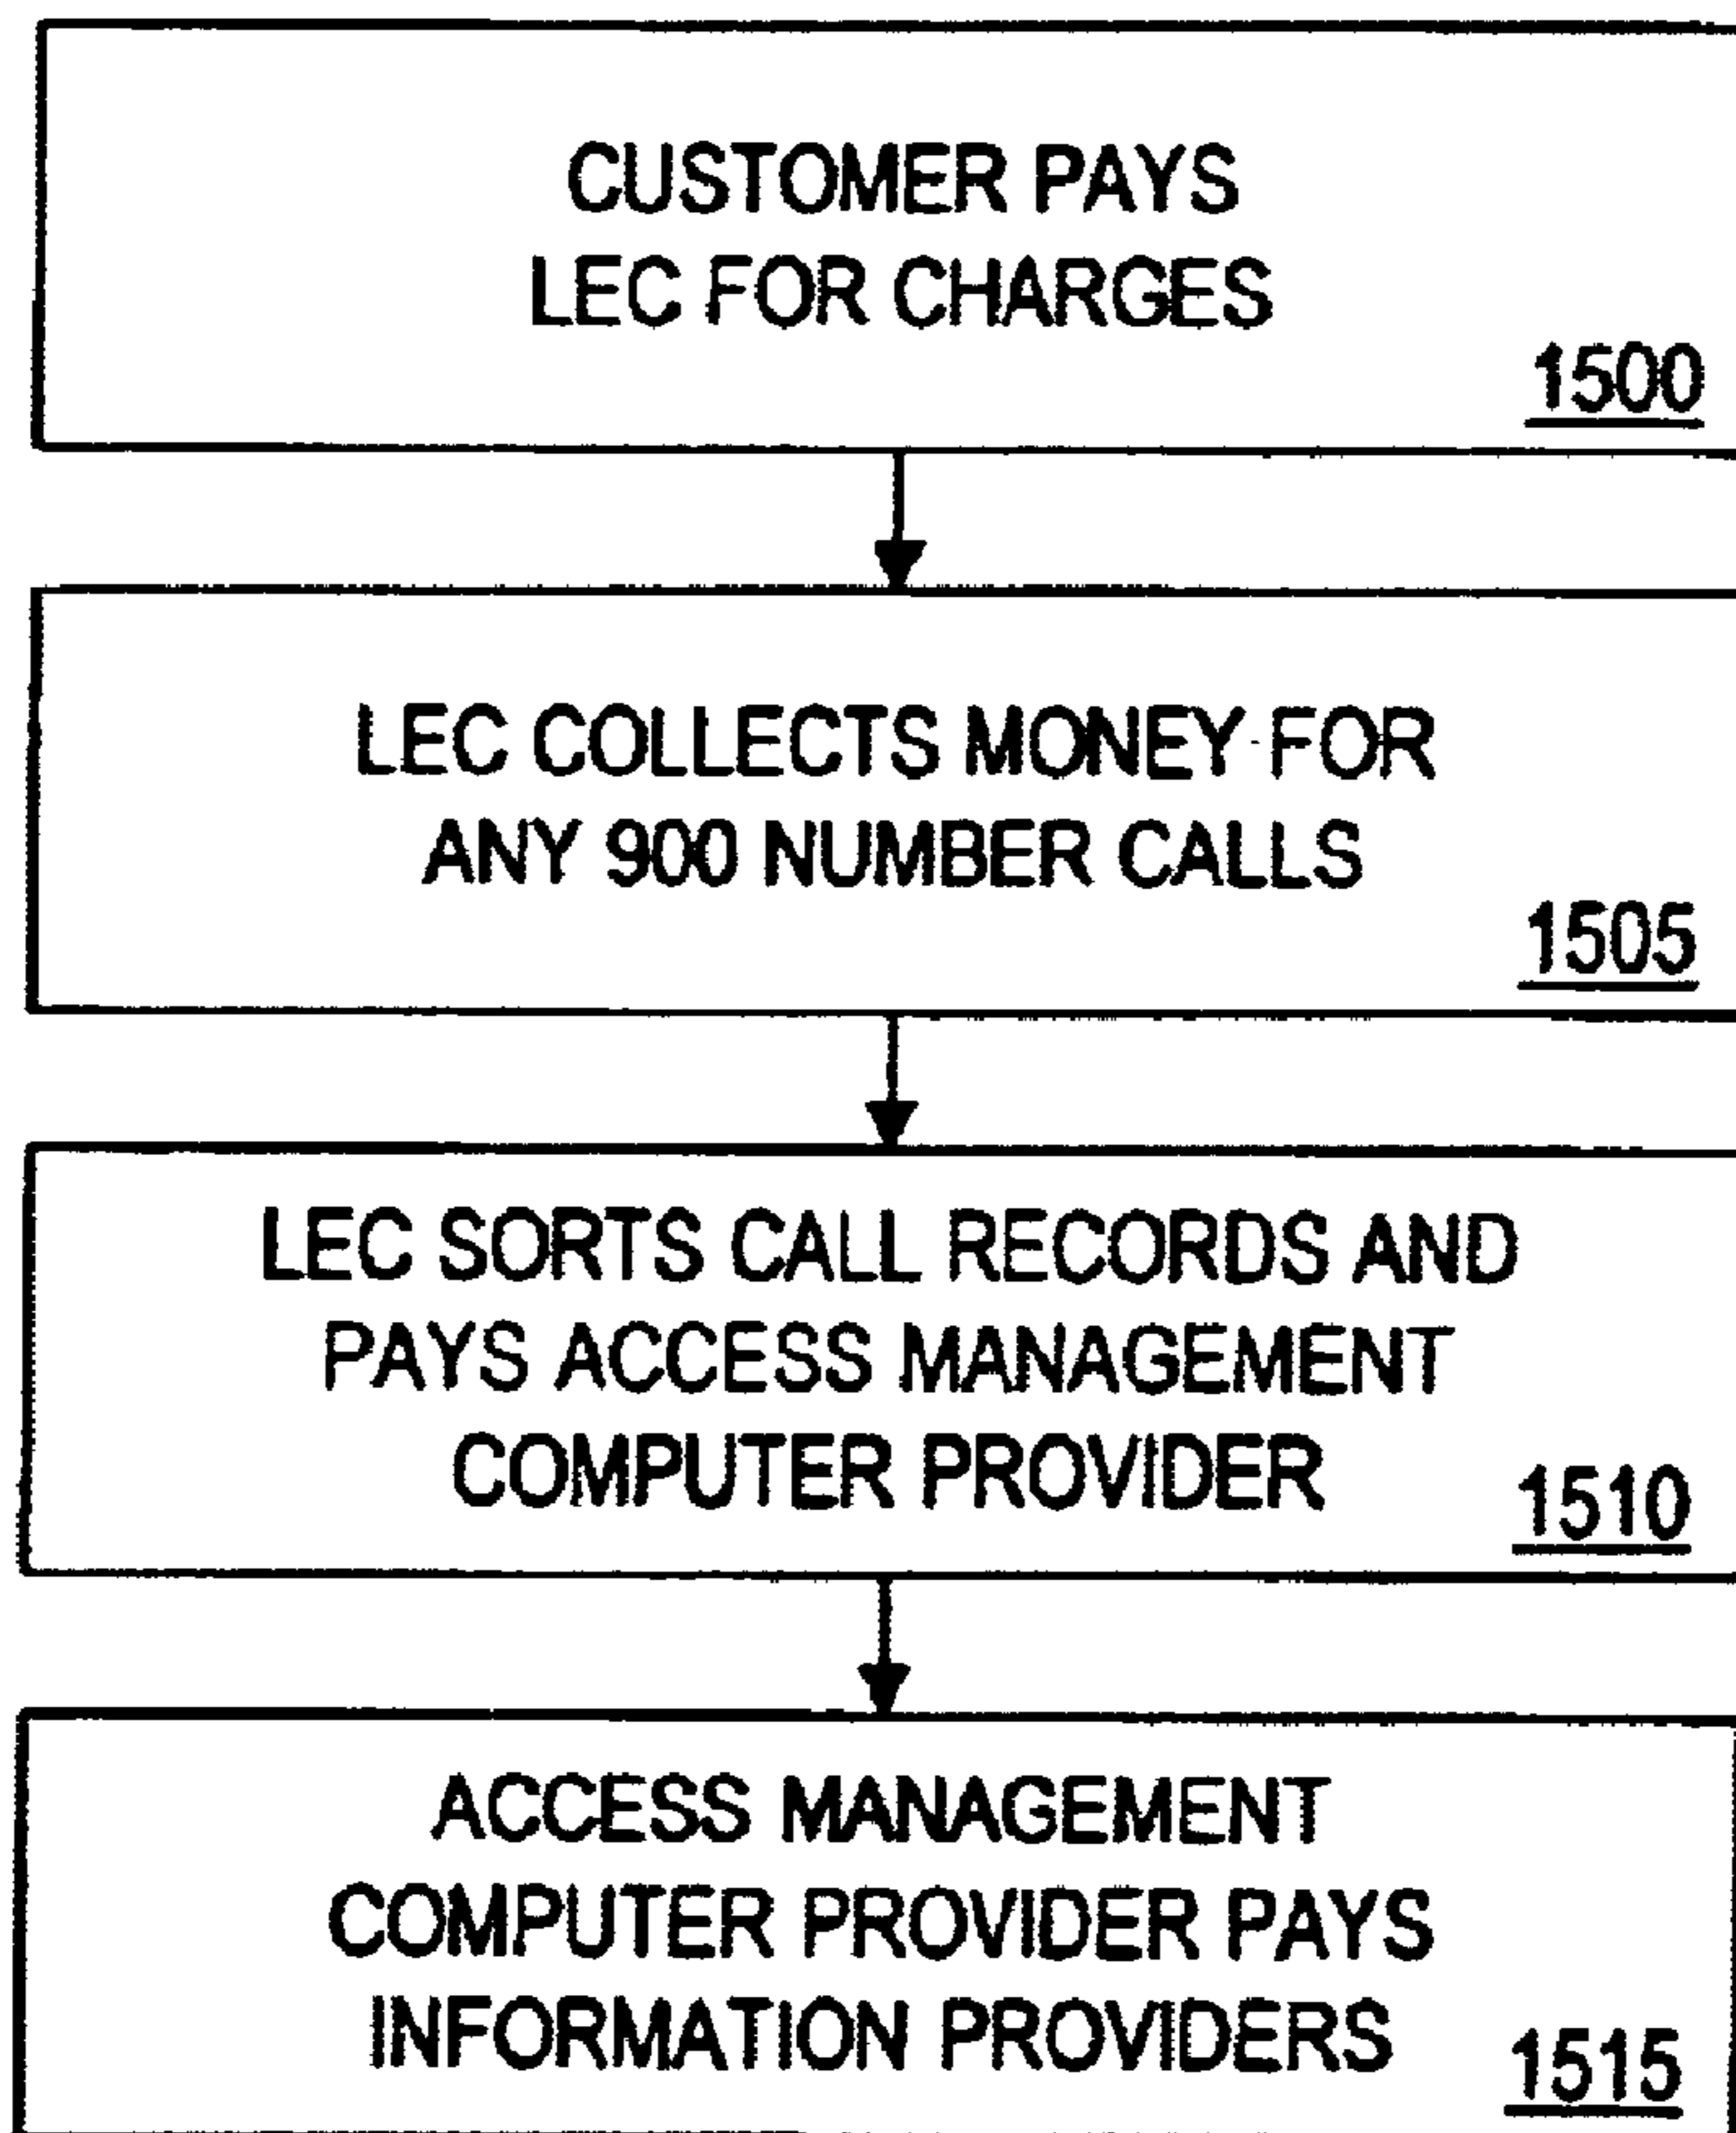 CUSTOMER PAYS
LEC FOR CHARGES
1500
LEC COLLECTS MONEY FOR
ANY 900 NUMBER CALLS
1505
LEC SORTS CALL RECORDS AND
PAYS ACCESS MANAGEMENT
COMPUTER PROVIDER
1510
ACCESS MANAGEMENT
COMPUTER PROVIDER PAYS
INFORMATION PROVIDERS
1515